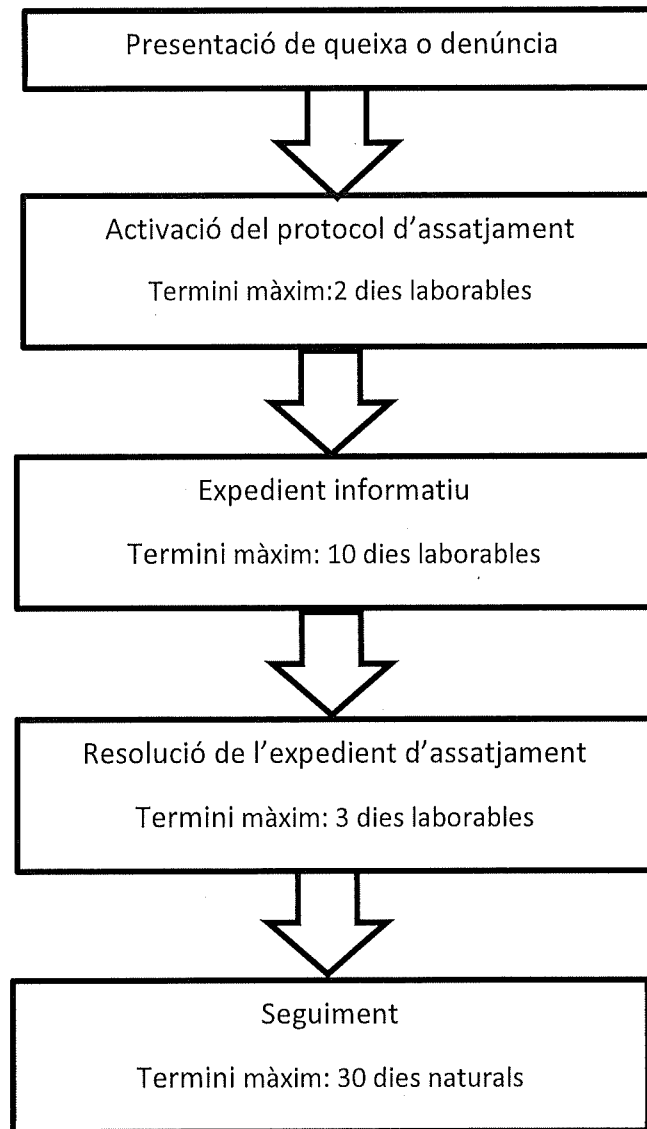 Presentació de queixa o denúncia
Activació del protocol d'assatjament
Termini màxim:2 dies laborables
Expedient informatiu
Termini màxim: 10 dies laborables
Resolució de l'expedient d'assatjament
Termini màxim: 3 dies laborables
Seguiment
Termini màxim: 30 dies naturals